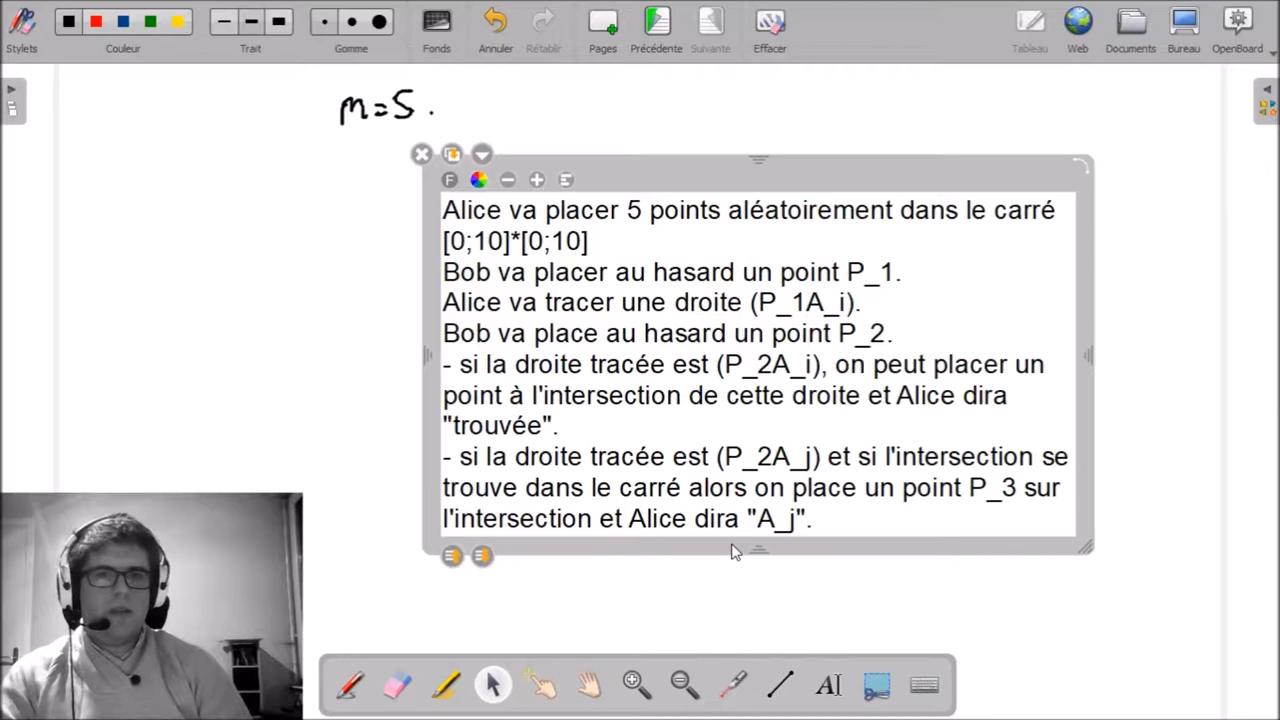 Stylets
Couleur
Trait
Gomme
Fonds
Annuler
Rétablir
Pages
Précédente
Suivante
Effacer
Tableau
Web
Documents
Bureau
OpenBoard
m=5.
F
Alice va placer 5 points aléatoirement dans le carré
[0;10]*[0;10]
Bob va placer au hasard un point P_1.
Alice va tracer une droite (P_1A_i).
Bob va place au hasard un point P_2.
- si la droite tracée est (P_2A_i), on peut placer un
point à l'intersection de cette droite et Alice dira
"trouvée".
- si la droite tracée est (P_2A_j) et si l'intersection se
trouve dans le carré alors on place un point P_3 sur
l'intersection et Alice dira "A_j".
AI